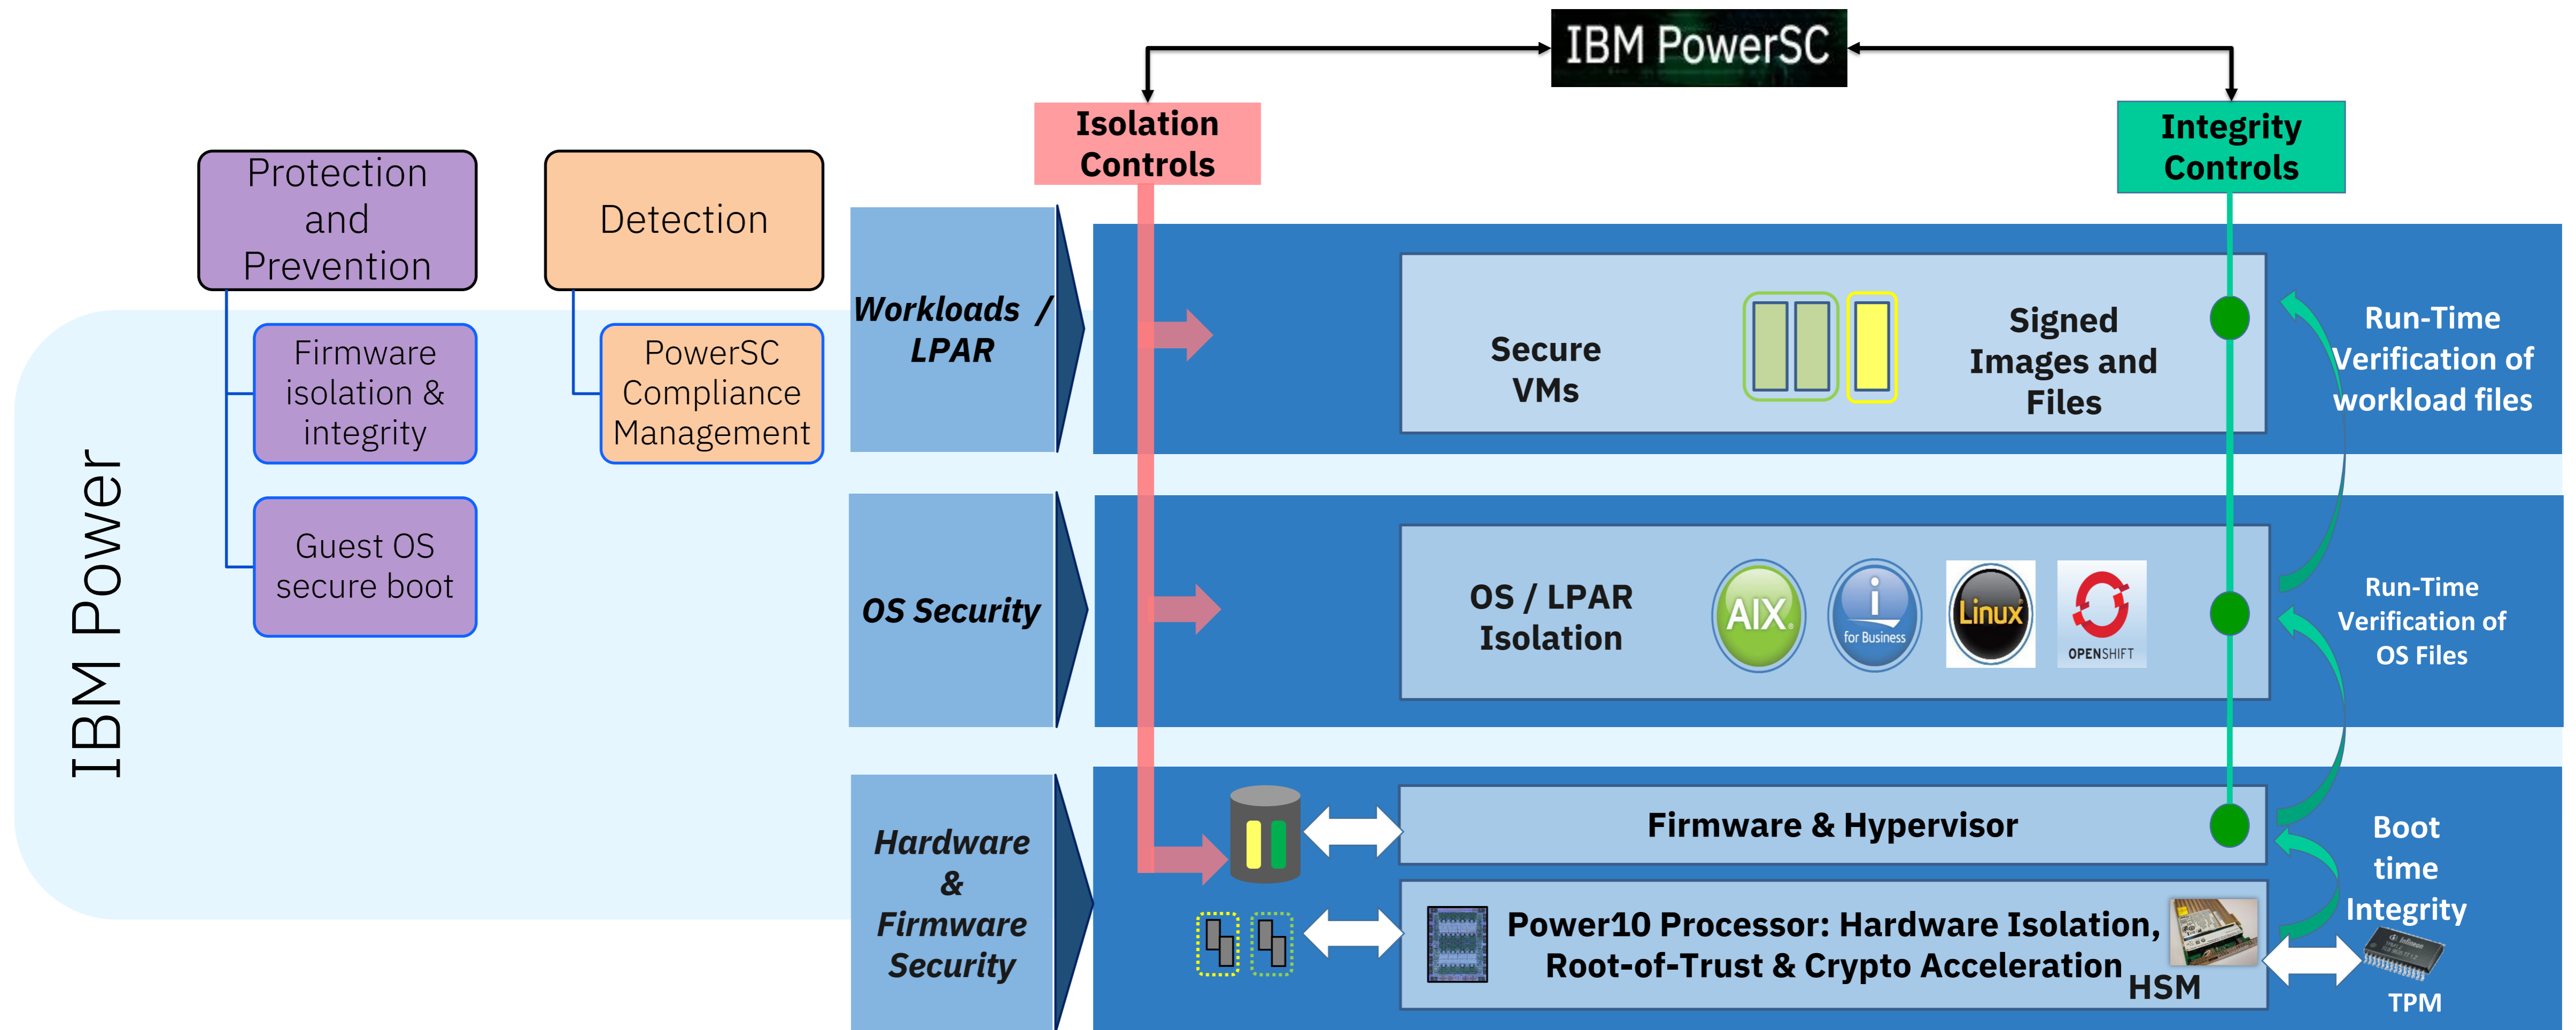 IBM PowerSC
Isolation
Controls
Integrity
Controls
Protection
and
Prevention
Detection
Firmware
isolation &
integrity
PowerSC
Compliance
Management
Guest OS
secure boot
IBM Power
Workloads /
LPAR
Secure
VMs
Signed
Images and
Files
Run-Time
Verification of
workload files
OS Security
OS / LPAR
Isolation
AIX
i
for Business
Linux
OPENSHIFT
Run-Time
Verification of
OS Files
Hardware
&
Firmware
Security
Firmware & Hypervisor
Boot
time
Integrity
Power10 Processor: Hardware Isolation,
Root-of-Trust & Crypto Acceleration
HSM
Infineon
TPM